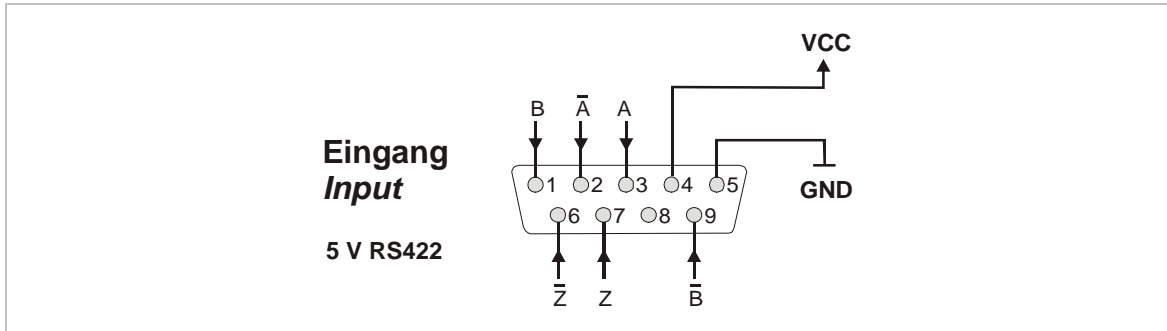 VCC
B A̅ A
Eingang
Input
1 2 3 4 5
GND
6 7 8 9
5 V RS422
Z̅ Z B̅